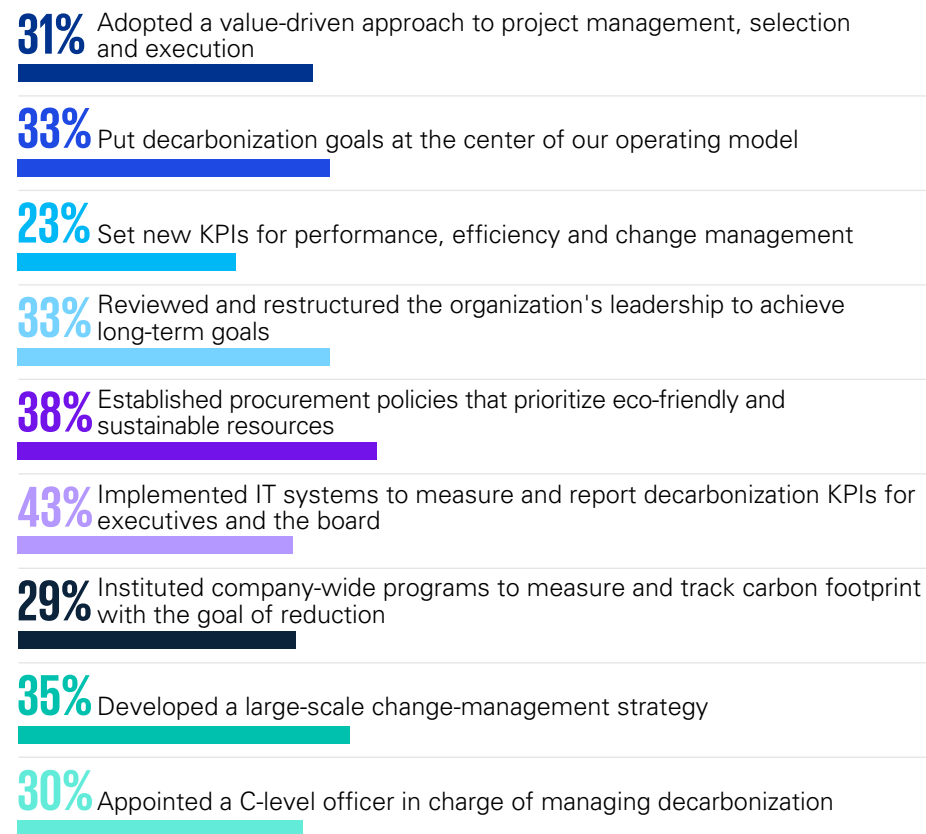 31% Adopted a value-driven approach to project management, selection
and execution
33% Put decarbonization goals at the center of our operating model
23% Set new KPIs for performance, efficiency and change management
33% Reviewed and restructured the organization's leadership to achieve
long-term goals
38% Established procurement policies that prioritize eco-friendly and
sustainable resources
43% Implemented IT systems to measure and report decarbonization KPIs for
executives and the board
29% Instituted company-wide programs to measure and track carbon footprint
with the goal of reduction
35% Developed a large-scale change-management strategy
30% Appointed a C-level officer in charge of managing decarbonization